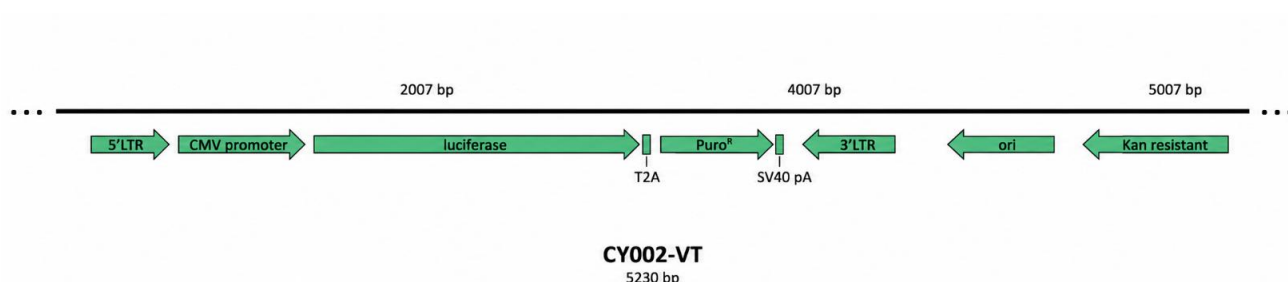 2007 bp 4007 bp 5007 bp
... ...
5'LTR CMV promoter luciferase Puroᴿ 3'LTR ori Kan resistant
T2A SV40 pA
CY002-VT
5230 bp